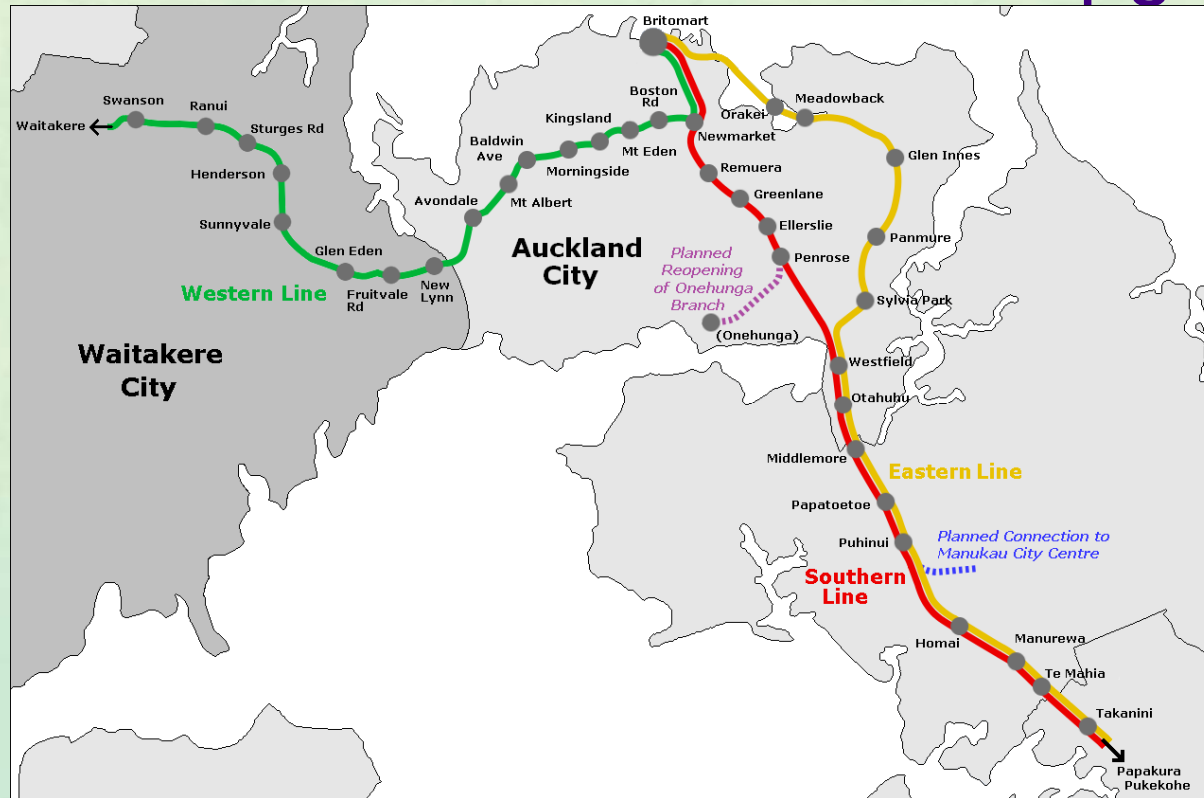 Britomart
Swanson
Ranui
Waitakere
Sturges Rd
Henderson
Sunnyvale
Glen Eden
Fruitvale
Rd
New
Lynn
Western Line
Avondale
Mt Albert
Baldwin
Ave
Morningside
Kingsland
Mt Eden
Boston
Rd
Newmarket
Orakei
Meadowback
Glen Innes
Panmure
Sylvia Park
Remuera
Greenlane
Ellerslie
Penrose
Planned
Reopening
of Onehunga
Branch
(Onehunga)
Auckland
City
Waitakere
City
Westfield
Otahuhu
Middlemore
Eastern Line
Papatoetoe
Puhinui
Planned Connection to
Manukau City Centre
Southern
Line
Homai
Manurewa
Te Mahia
Takanini
Papakura
Pukekohe